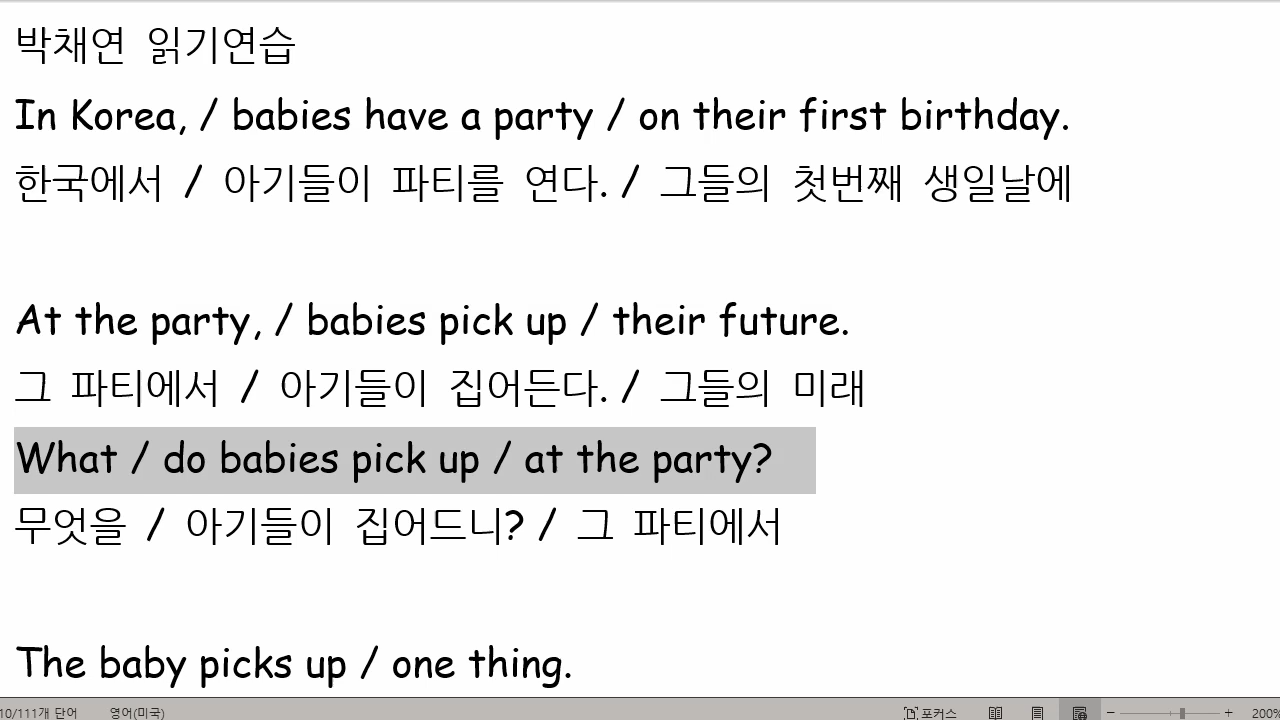 박채연 읽기연습
In Korea, / babies have a party / on their first birthday.
한국에서 / 아기들이 파티를 연다. / 그들의 첫번째 생일날에
At the party, / babies pick up / their future.
그 파티에서 / 아기들이 집어든다. / 그들의 미래
What / do babies pick up / at the party?
무엇을 / 아기들이 집어드니? / 그 파티에서
The baby picks up / one thing.
10/111개 단어 영어(미국) 포커스 - + 200%